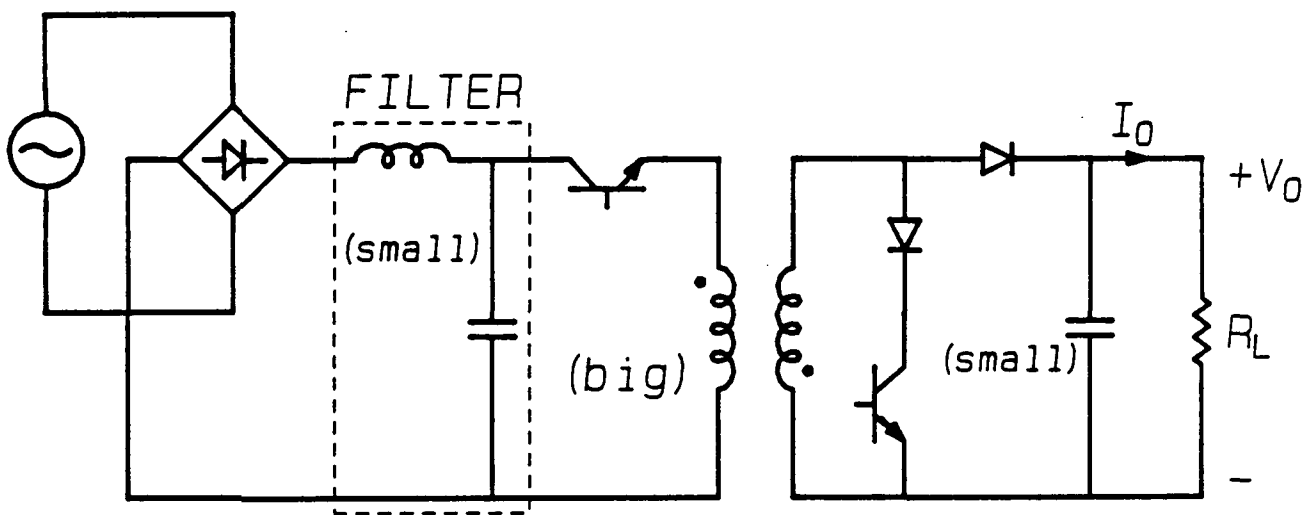 FILTER
I0
+V0
(small)
(big)
(small)
RL
-